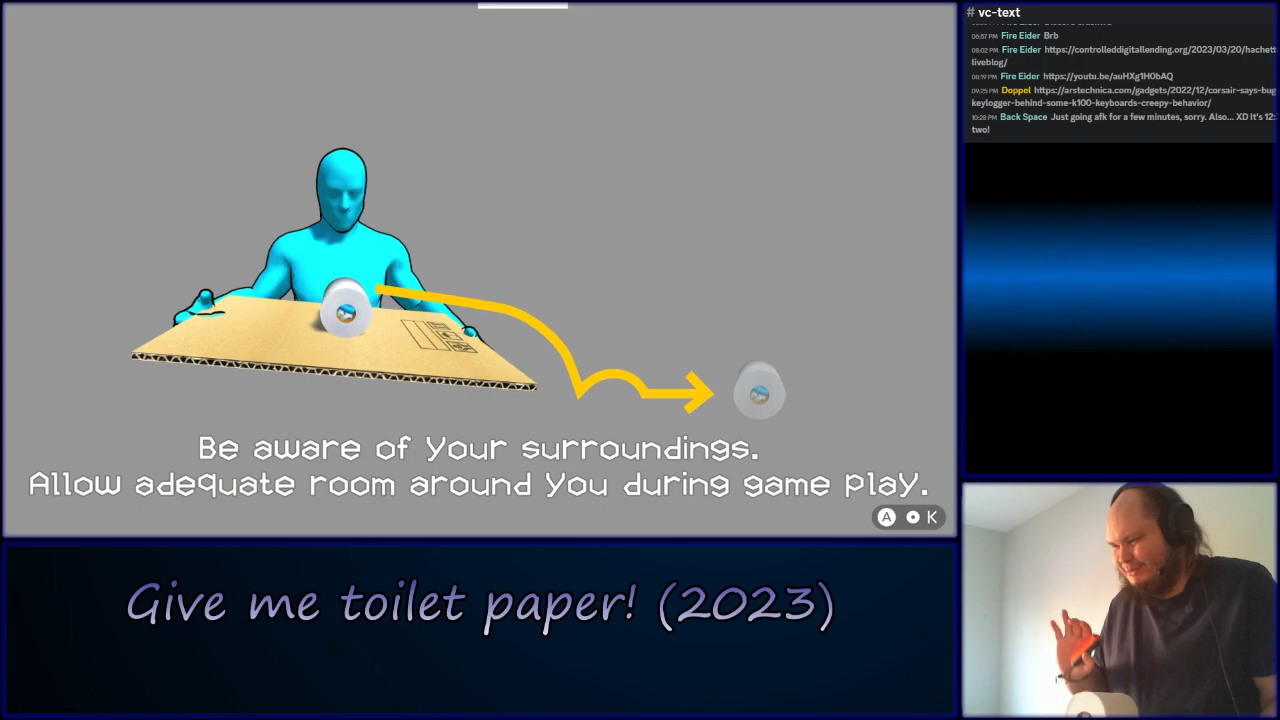 # vc-text
06:57 PM Fire Eider Brb
08:02 PM Fire Eider https://controlleddigitallending.org/2023/03/20/hachett
liveblog/
08:19 PM Fire Eider https://youtu.be/auHXg1H0bAQ
09:25 PM Doppel https://arstechnica.com/gadgets/2022/12/corsair-says-bug
keylogger-behind-some-k100-keyboards-creepy-behavior/
10:28 PM Back Space Just going afk for a few minutes, sorry. Also... XD It's 12:
two!
Be aware of your surroundings.
Allow adequate room around you during game play.
A OK
Give me toilet paper! (2023)